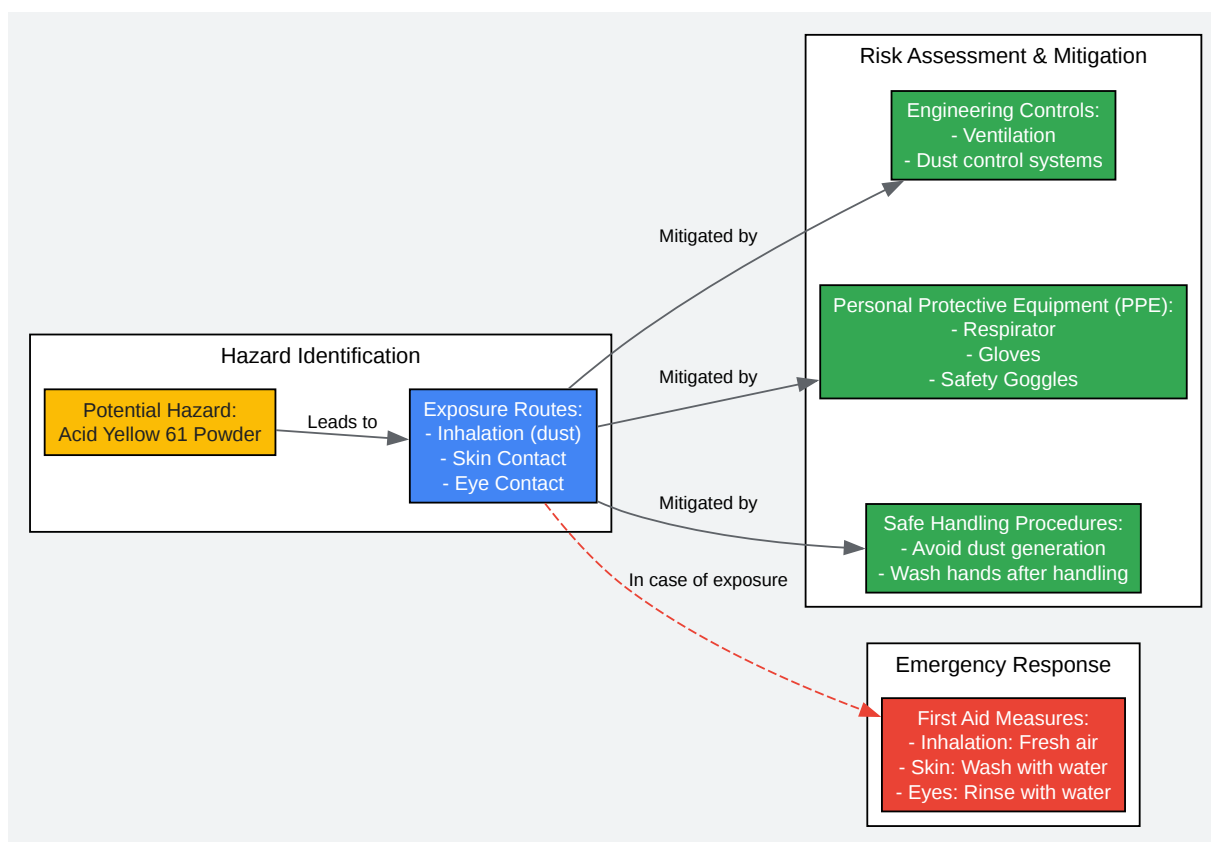 Hazard Identification
Potential Hazard:
Acid Yellow 61 Powder
Leads to
Exposure Routes:
- Inhalation (dust)
- Skin Contact
- Eye Contact
Mitigated by
Mitigated by
Mitigated by
In case of exposure
Risk Assessment & Mitigation
Engineering Controls:
- Ventilation
- Dust control systems
Personal Protective Equipment (PPE):
- Respirator
- Gloves
- Safety Goggles
Safe Handling Procedures:
- Avoid dust generation
- Wash hands after handling
Emergency Response
First Aid Measures:
- Inhalation: Fresh air
- Skin: Wash with water
- Eyes: Rinse with water